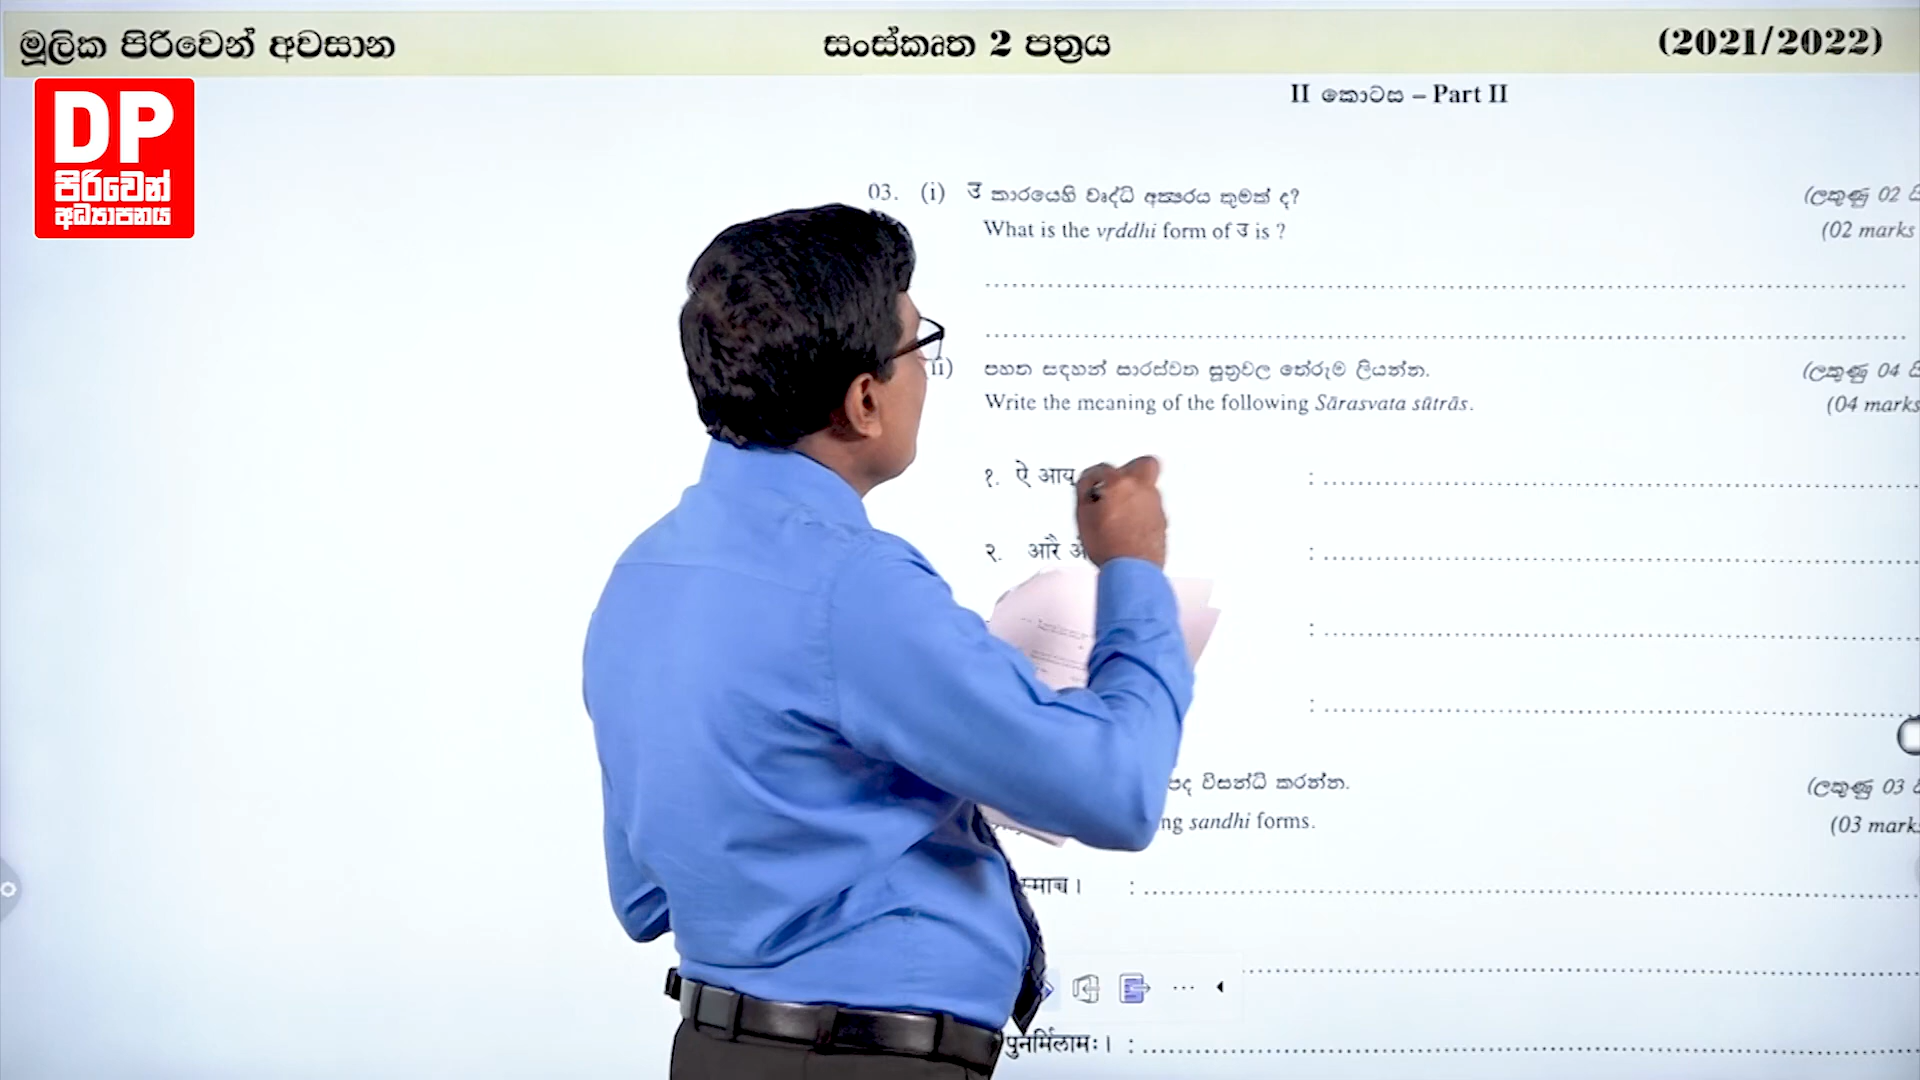 මූලික පිරිවෙන් අවසාන
සංස්කෘත 2 පත්‍රය
(2021/2022)
DP
පිරිවෙන්
අධ්‍යාපනය
II කොටස – Part II
03. (i) उ කාරයෙහි වෘද්ධි අක්‍ෂරය කුමක් ද? (ලකුණු 02
What is the vṛddhi form of उ is ? (02 marks
ii) පහත සඳහන් සාරස්වත සූත්‍රවල තේරුම ලියන්න. (ලකුණු 04
Write the meaning of the following Sārasvata sūtrās. (04 marks
१. ऐ आय् :
२. आरै :
:
:
පද විසන්ධි කරන්න. (ලකුණු 03
ng sandhi forms. (03 mark
स्माच्च। :
पुनर्मिलामः। :